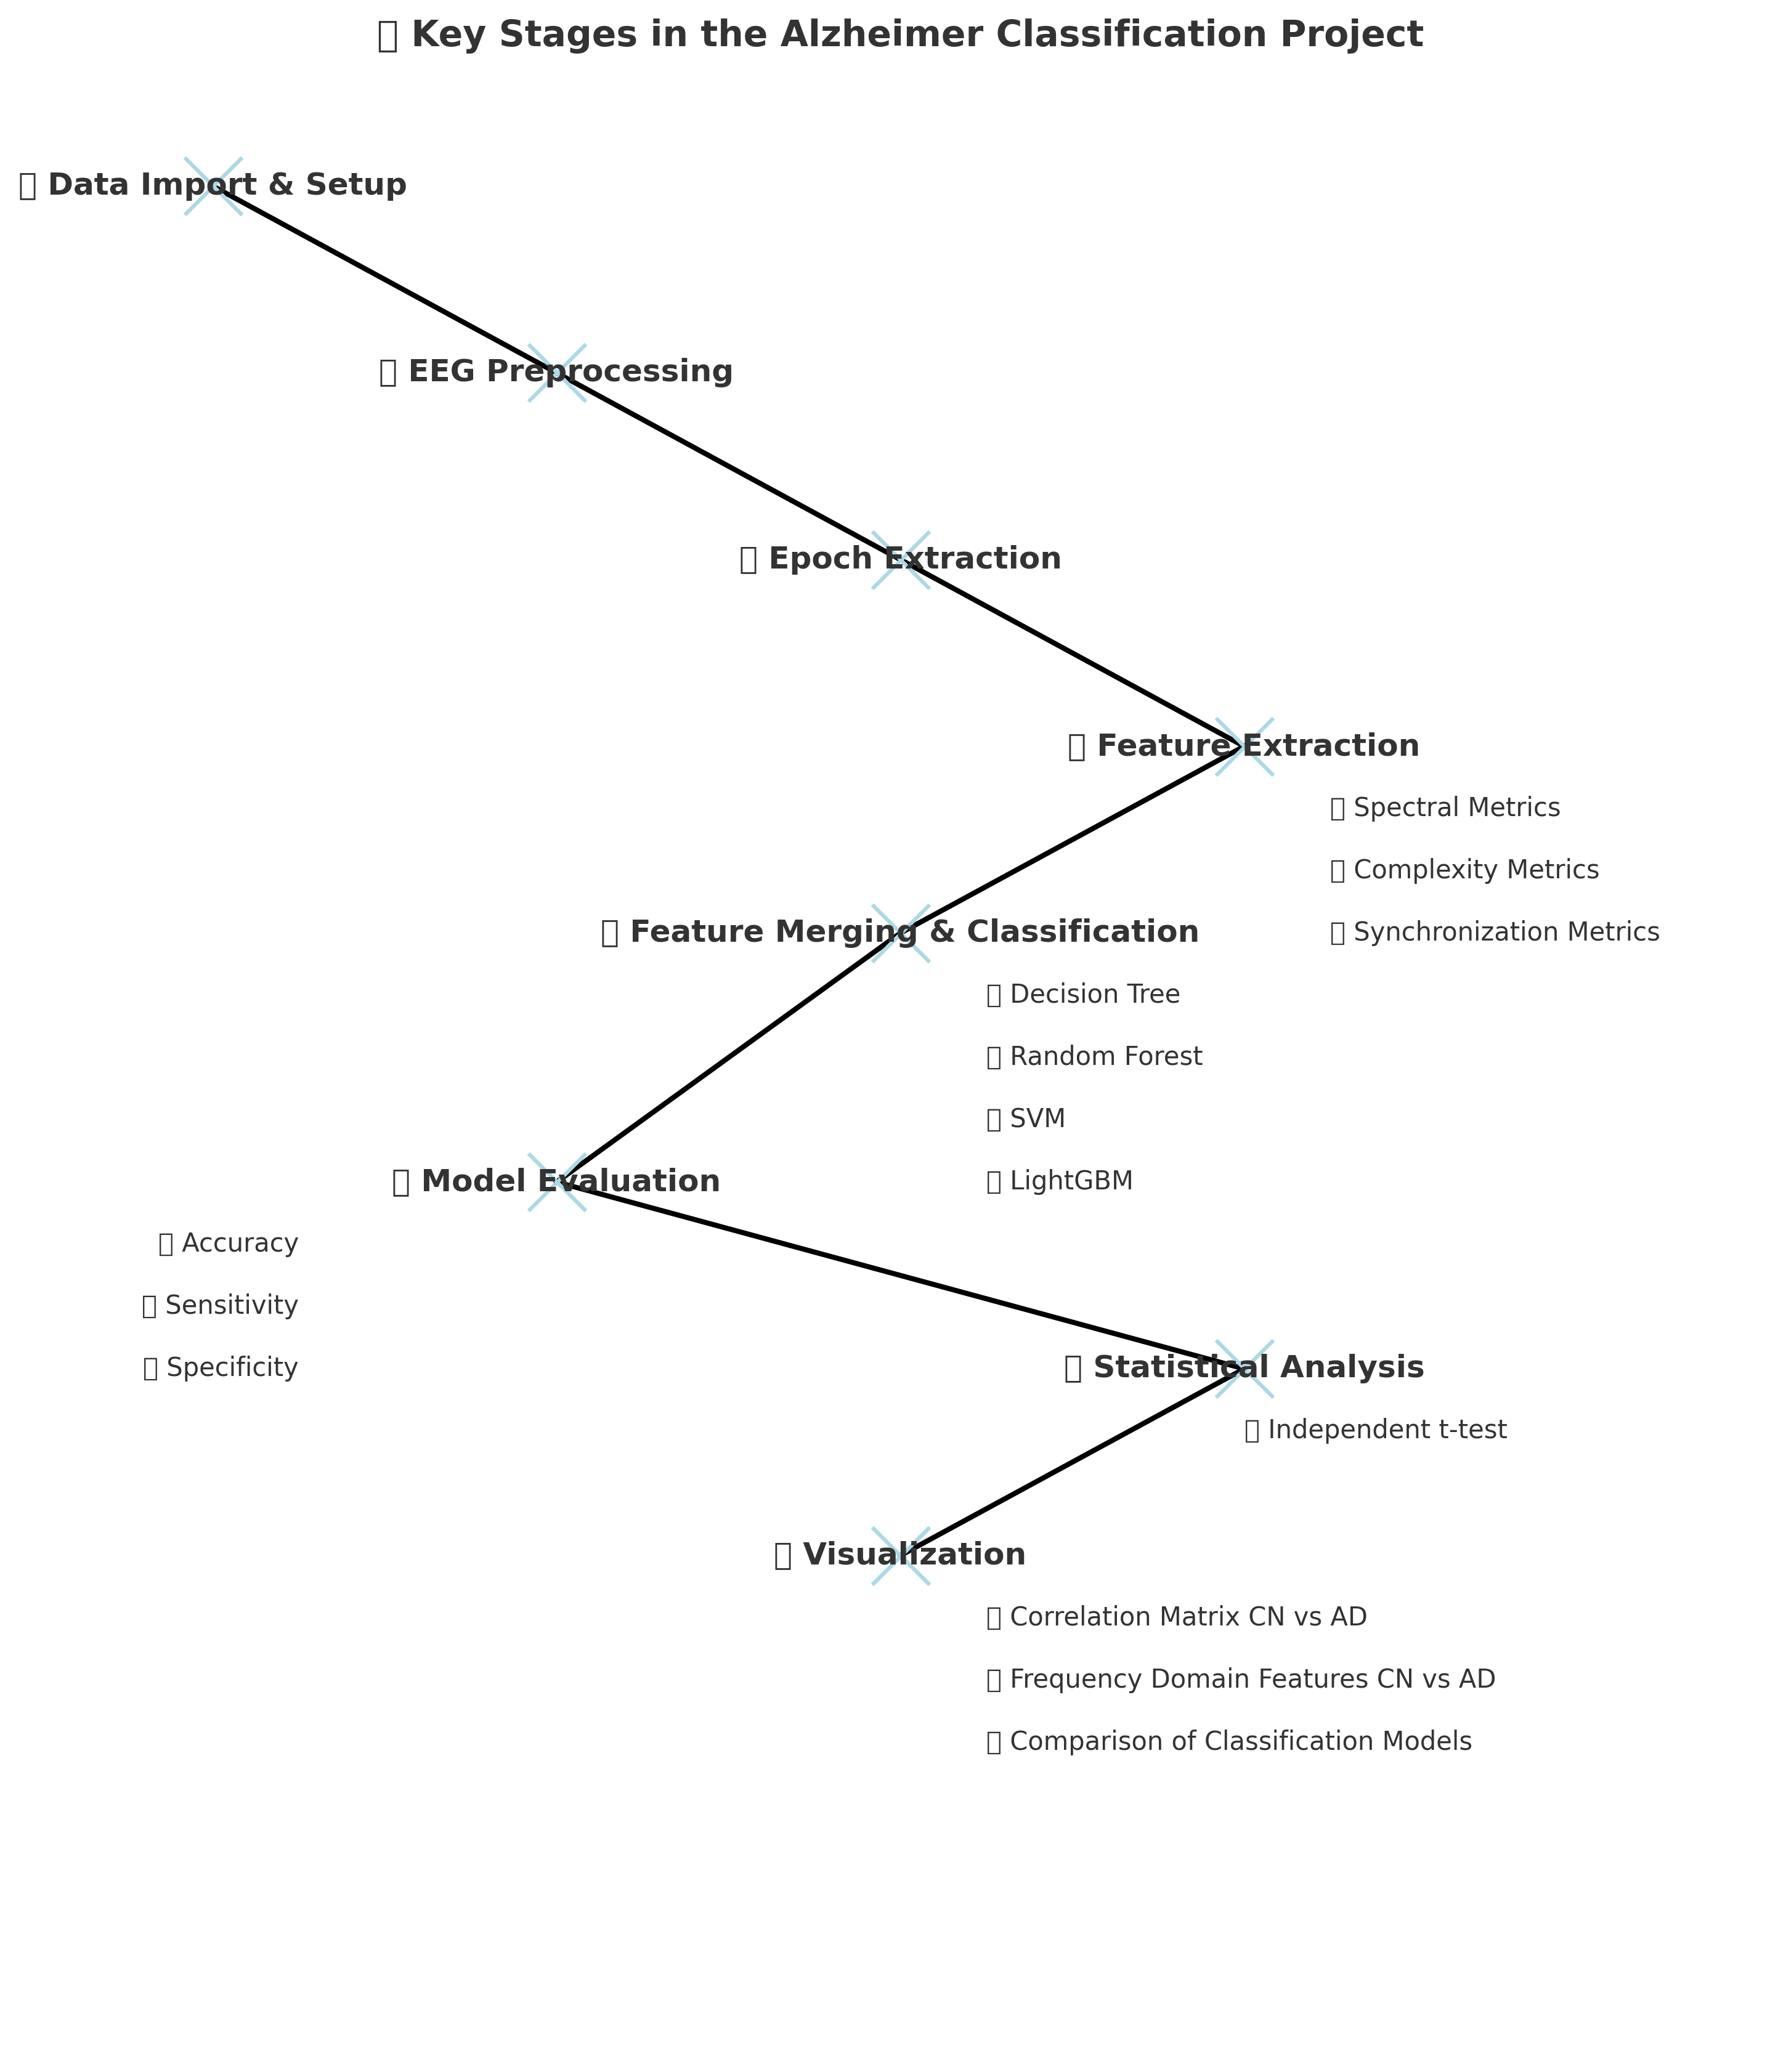 Key Stages in the Alzheimer Classification Project
Data Import & Setup
EEG Preprocessing
Epoch Extraction
Feature Extraction
Spectral Metrics
Complexity Metrics
Synchronization Metrics
Feature Merging & Classification
Decision Tree
Random Forest
SVM
LightGBM
Model Evaluation
Accuracy
Sensitivity
Specificity
Statistical Analysis
Independent t-test
Visualization
Correlation Matrix CN vs AD
Frequency Domain Features CN vs AD
Comparison of Classification Models